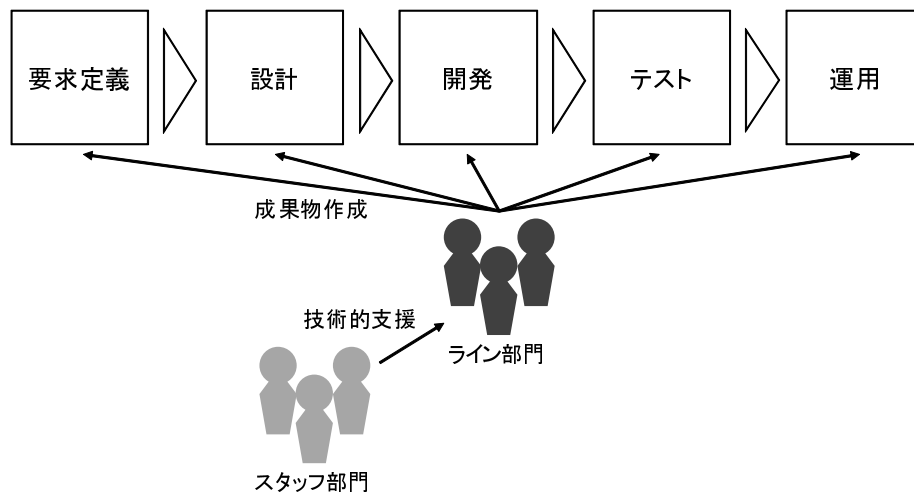 要求定義
設計
開発
テスト
運用
成果物作成
技術的支援
ライン部門
スタッフ部門